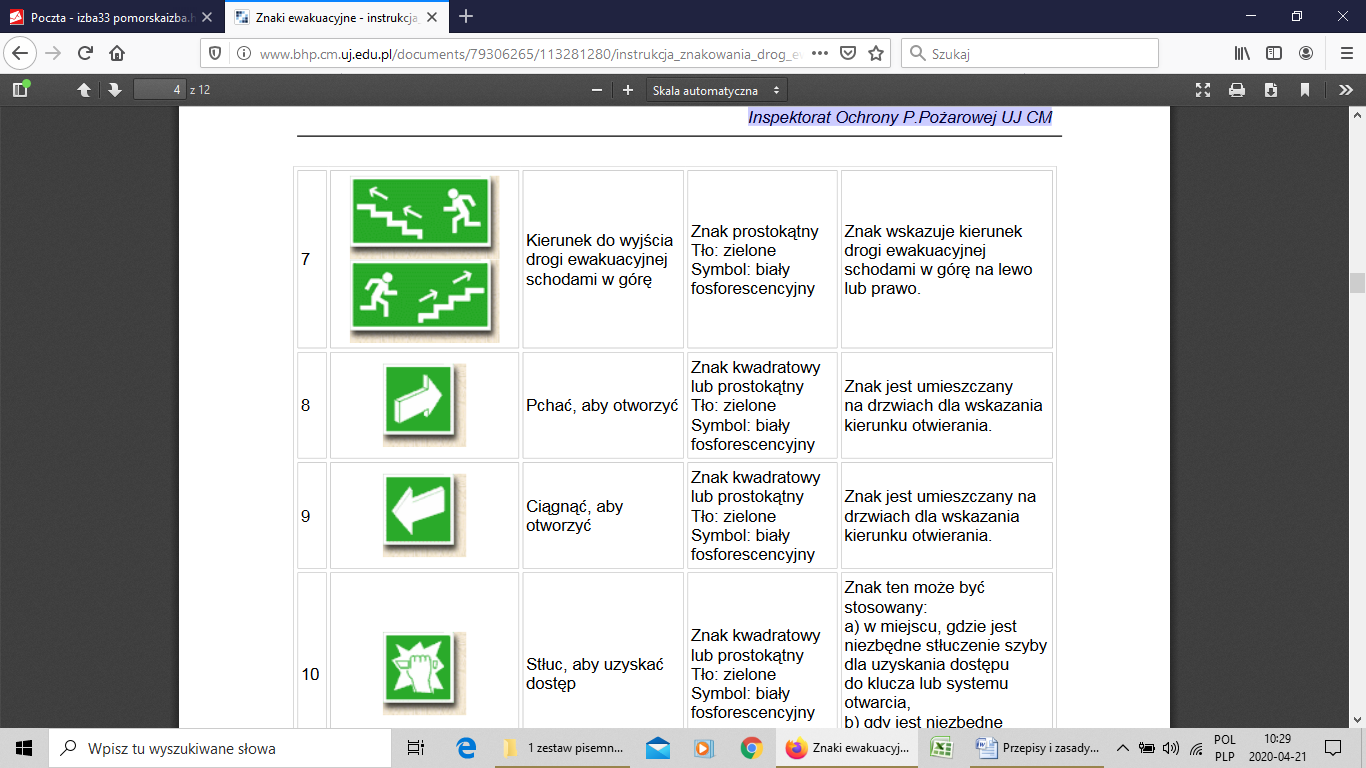 Poczta - izba33 pomorskaizba.h
Znaki ewakuacyjne - instrukcja_
www.bhp.cm.uj.edu.pl/documents/79306265/113281280/instrukcja_znakowania_drog_ew
Szukaj
4 z 12
Skala automatyczna
Inspektorat Ochrony P.Pożarowej UJ CM
7
Kierunek do wyjścia
drogi ewakuacyjnej
schodami w górę
Znak prostokątny
Tło: zielone
Symbol: biały
fosforescencyjny
Znak wskazuje kierunek
drogi ewakuacyjnej
schodami w górę na lewo
lub prawo.
8
Pchać, aby otworzyć
Znak kwadratowy
lub prostokątny
Tło: zielone
Symbol: biały
fosforescencyjny
Znak jest umieszczany
na drzwiach dla wskazania
kierunku otwierania.
9
Ciągnąć, aby
otworzyć
Znak kwadratowy
lub prostokątny
Tło: zielone
Symbol: biały
fosforescencyjny
Znak jest umieszczany na
drzwiach dla wskazania
kierunku otwierania.
10
Stłuc, aby uzyskać
dostęp
Znak kwadratowy
lub prostokątny
Tło: zielone
Symbol: biały
fosforescencyjny
Znak ten może być
stosowany:
a) w miejscu, gdzie jest
niezbędne stłuczenie szyby
dla uzyskania dostępu
do klucza lub systemu
otwarcia,
b) gdy jest niezbędne
Wpisz tu wyszukiwane słowa
1 zestaw pisemn...
Znaki ewakuacyj...
Przepisy i zasady...
POL
PLP
10:29
2020-04-21